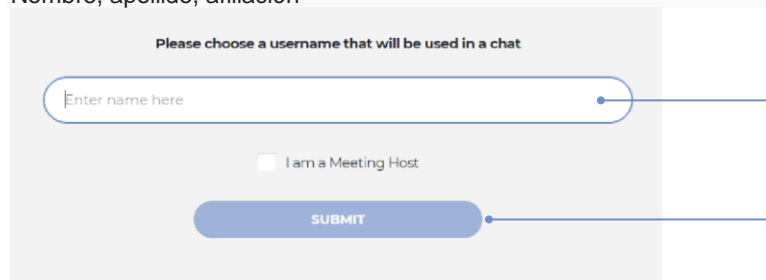 Nombre, apellido, afiliación
Please choose a username that will be used in a chat
Enter name here
I am a Meeting Host
SUBMIT